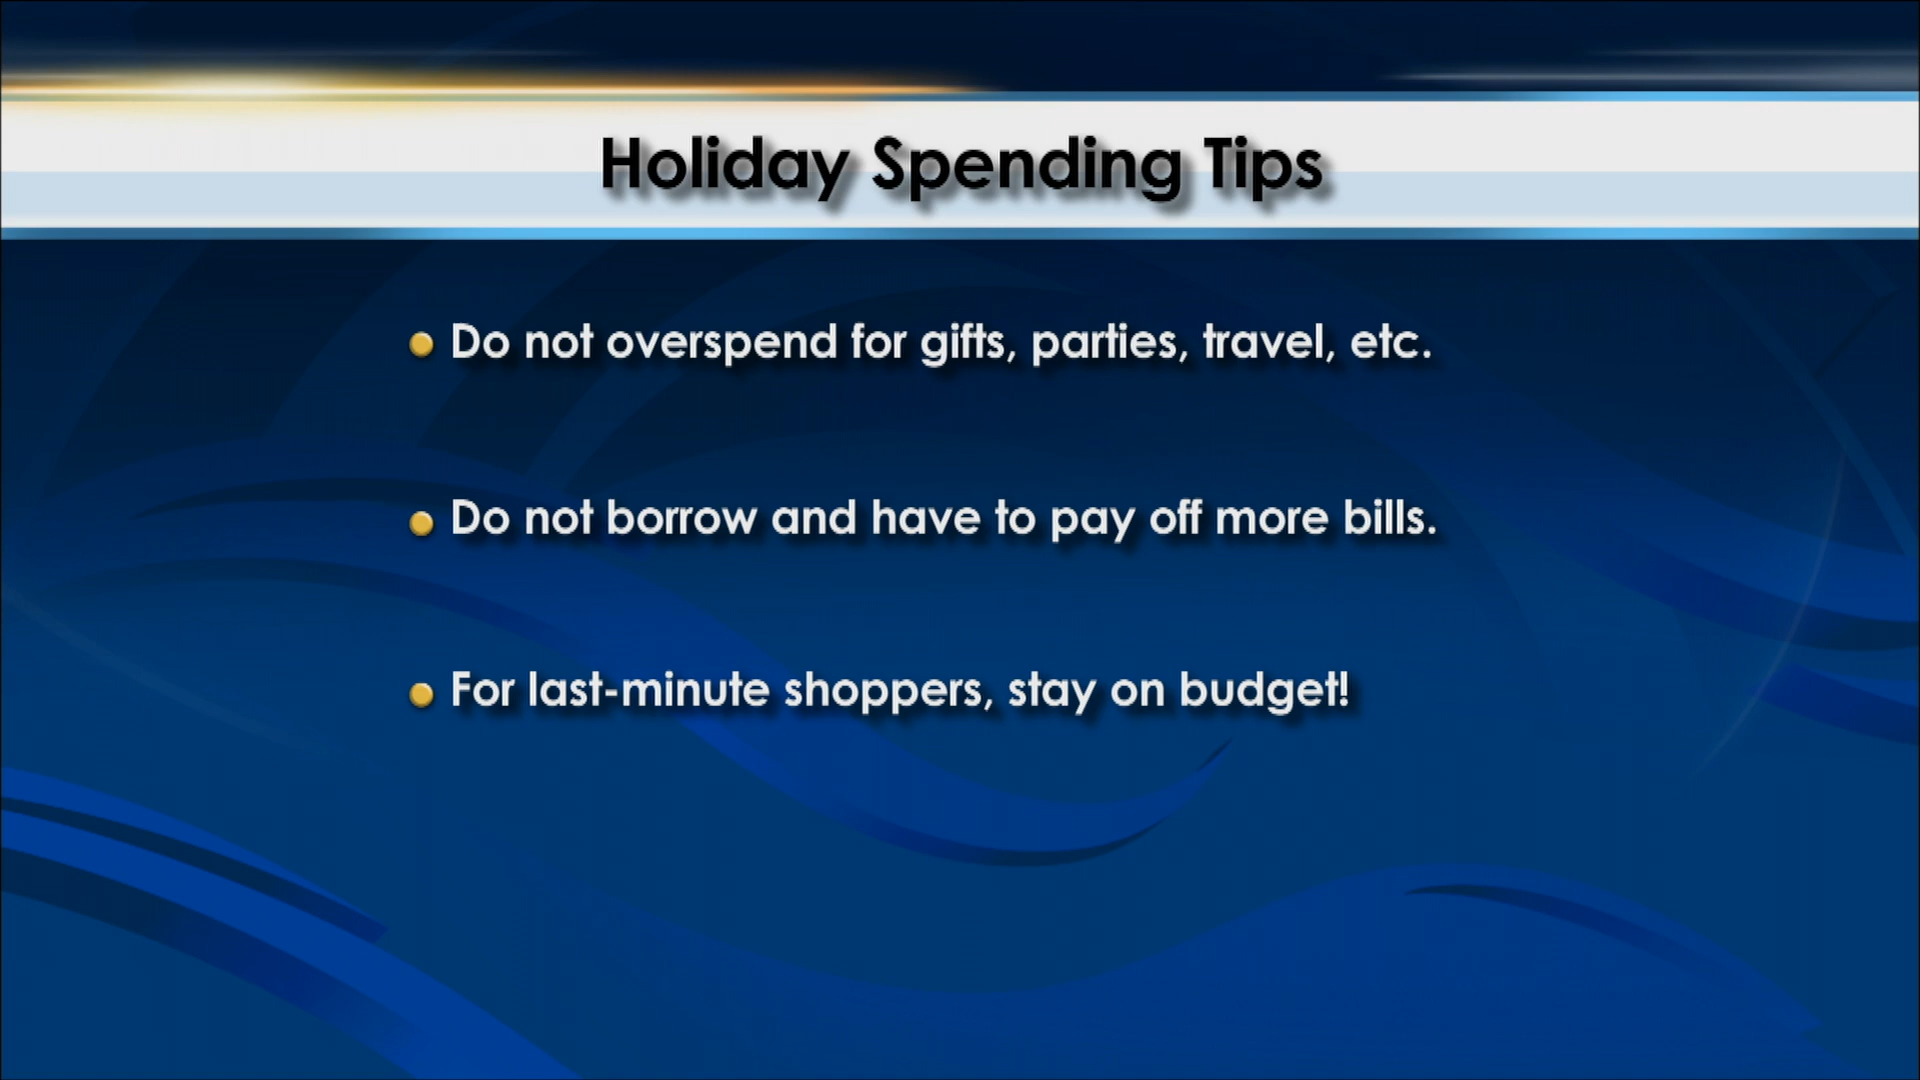 Holiday Spending Tips
Do not overspend for gifts, parties, travel, etc.
Do not borrow and have to pay off more bills.
For last-minute shoppers, stay on budget!